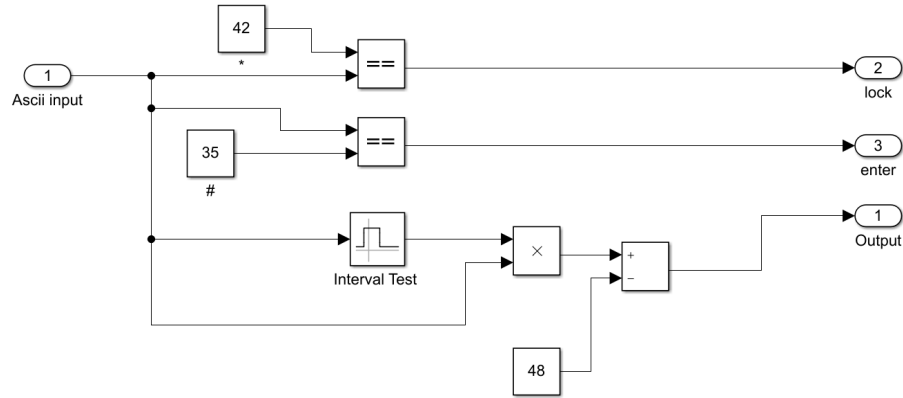 42
*
==
1
Ascii input
2
lock
35
#
==
3
enter
Interval Test
×
+
−
1
Output
48